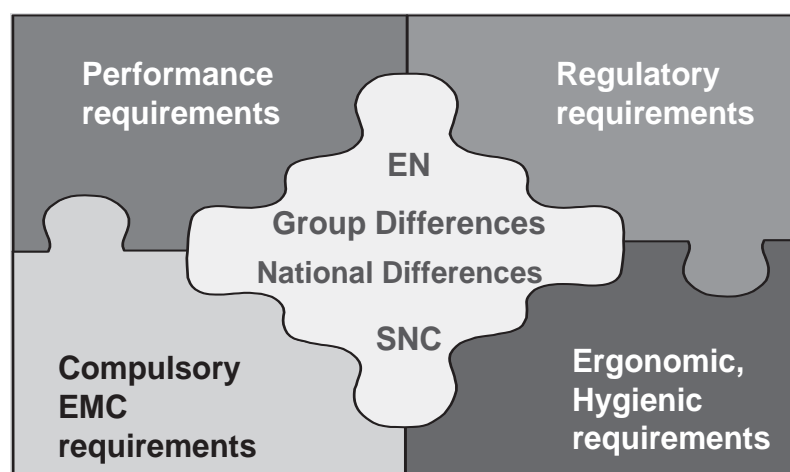 Performance
requirements
Regulatory
requirements
EN
Group Differences
National Differences
SNC
Compulsory
EMC
requirements
Ergonomic,
Hygienic
requirements